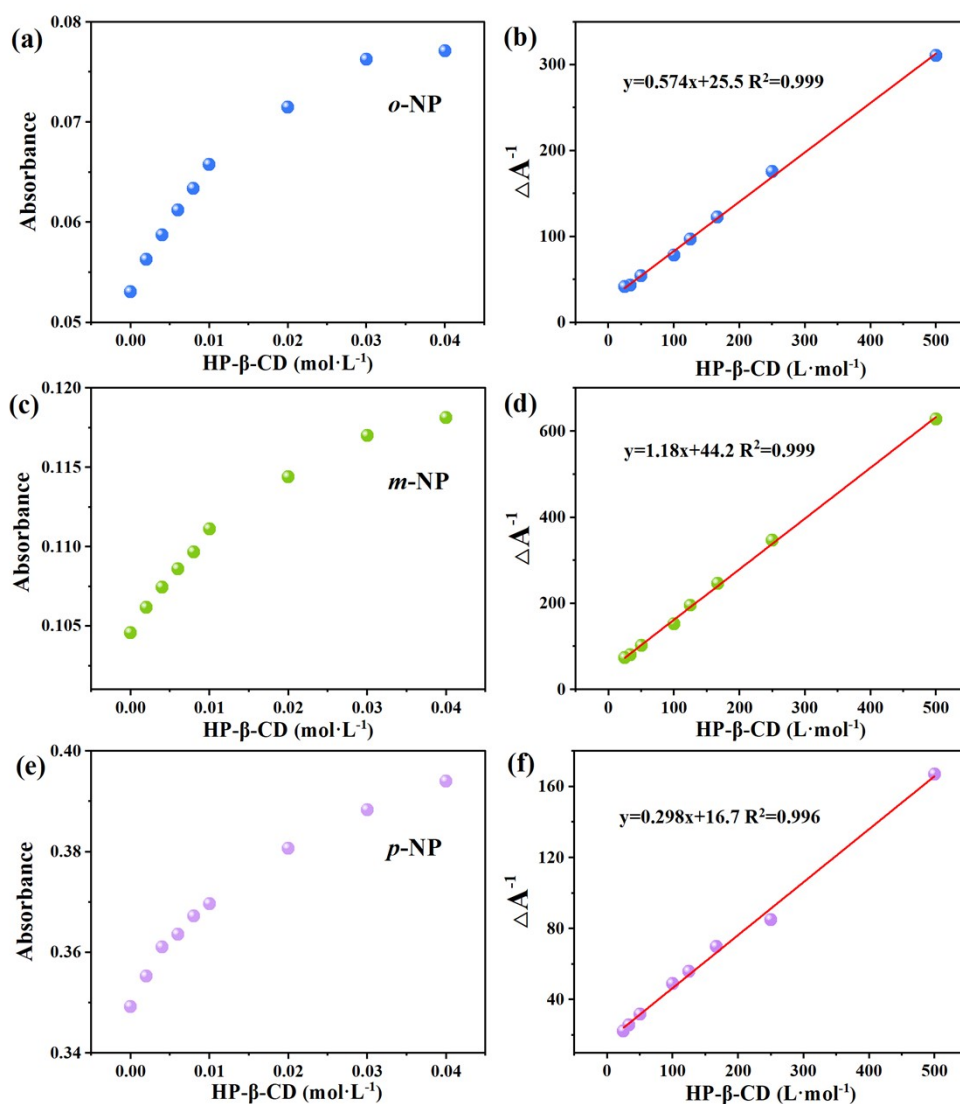 (a)
0.08
0.07
0.06
0.05
Absorbance
o-NP
0.00 0.01 0.02 0.03 0.04
HP-β-CD (mol·L⁻¹)
(b)
300
200
100
0
△A⁻¹
y=0.574x+25.5 R²=0.999
0 100 200 300 400 500
HP-β-CD (L·mol⁻¹)
(c)
0.120
0.115
0.110
0.105
Absorbance
m-NP
0.00 0.01 0.02 0.03 0.04
HP-β-CD (mol·L⁻¹)
(d)
600
400
200
0
△A⁻¹
y=1.18x+44.2 R²=0.999
0 100 200 300 400 500
HP-β-CD (L·mol⁻¹)
(e)
0.40
0.38
0.36
0.34
Absorbance
p-NP
0.00 0.01 0.02 0.03 0.04
HP-β-CD (mol·L⁻¹)
(f)
160
120
80
40
△A⁻¹
y=0.298x+16.7 R²=0.996
0 100 200 300 400 500
HP-β-CD (L·mol⁻¹)